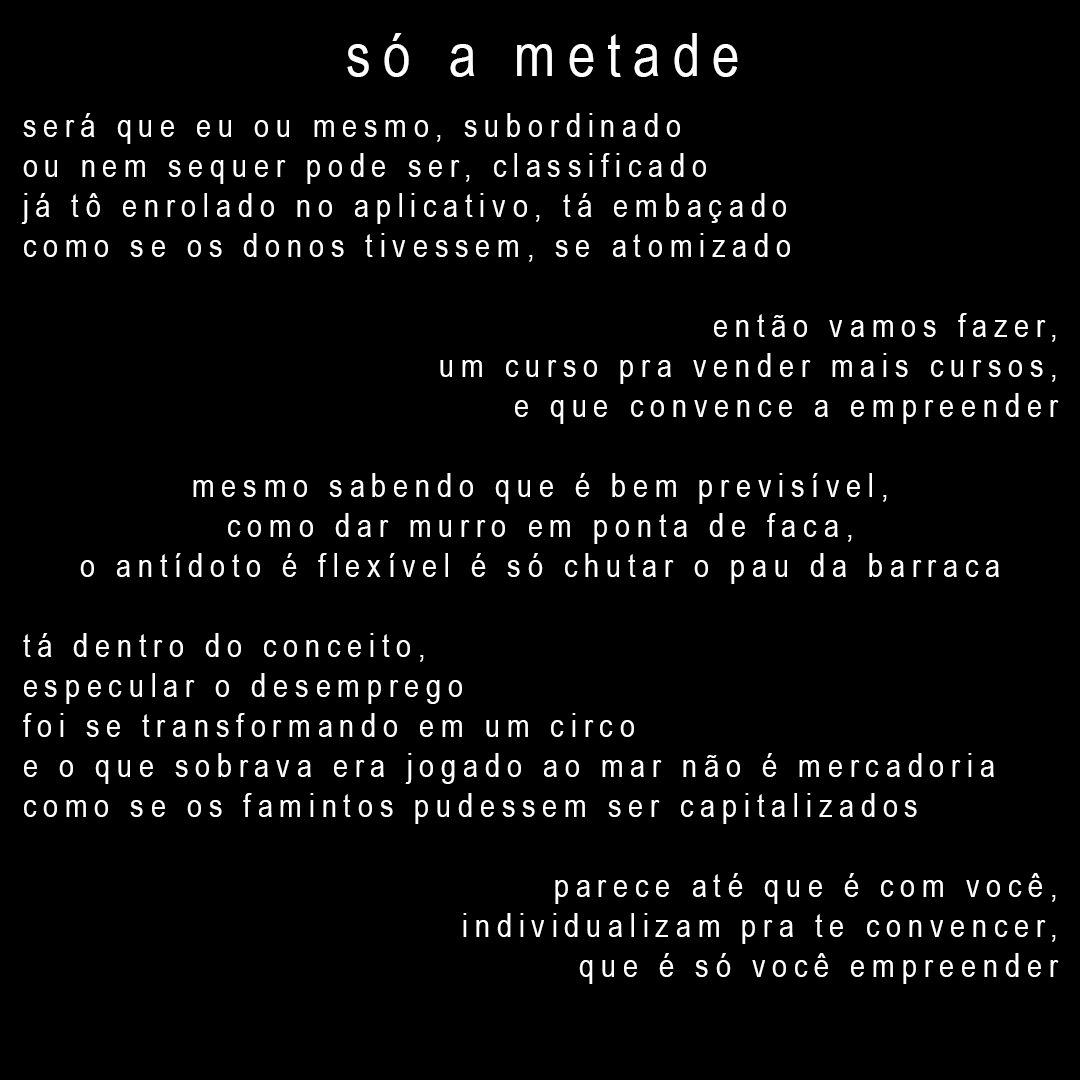 só a metade
será que eu ou mesmo, subordinado
ou nem sequer pode ser, classificado
já tô enrolado no aplicativo, tá embaçado
como se os donos tivessem, se atomizado
então vamos fazer,
um curso pra vender mais cursos,
e que convence a empreender
mesmo sabendo que é bem previsível,
como dar murro em ponta de faca,
o antídoto é flexível é só chutar o pau da barraca
tá dentro do conceito,
especular o desemprego
foi se transformando em um circo
e o que sobrava era jogado ao mar não é mercadoria
como se os famintos pudessem ser capitalizados
parece até que é com você,
individualizam pra te convencer,
que é só você empreender